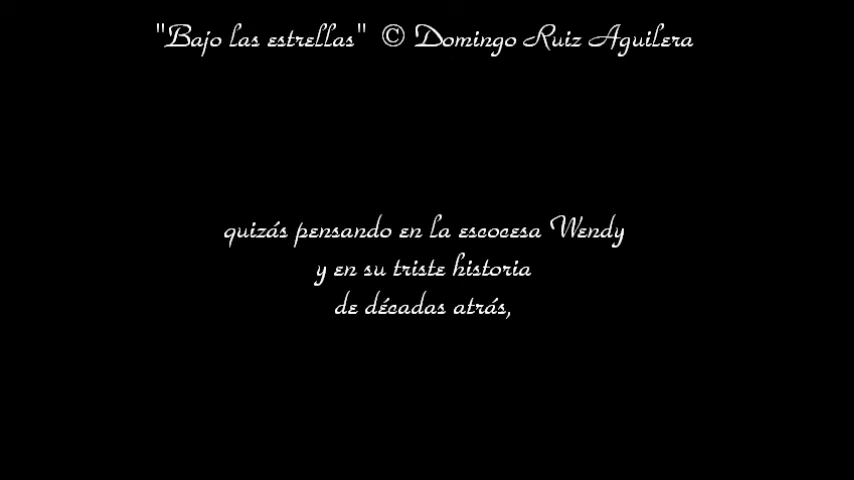 "Bajo las estrellas" © Domingo Ruiz Aguilera
quizás pensando en la escocesa Wendy
y en su triste historia
de décadas atrás,